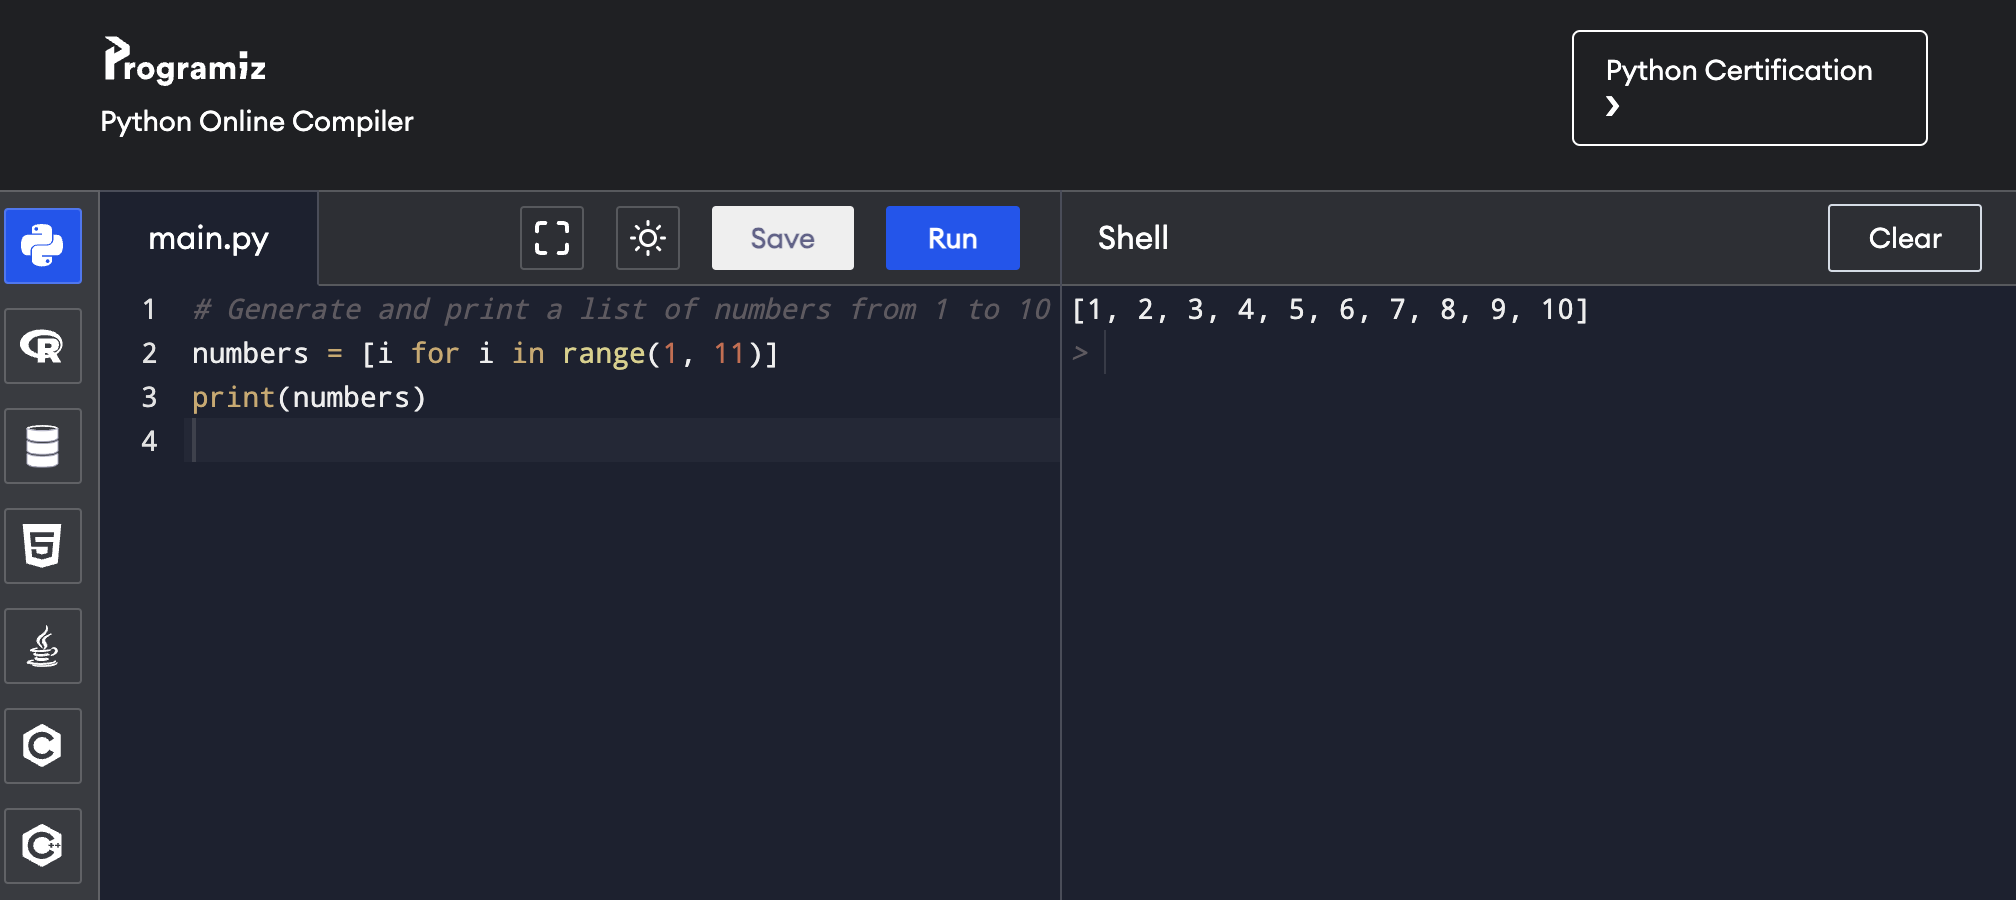 Programiz
Python Online Compiler
Python Certification
❯
main.py
Save
Run
Shell
Clear
1 # Generate and print a list of numbers from 1 to 10
2 numbers = [i for i in range(1, 11)]
3 print(numbers)
4
[1, 2, 3, 4, 5, 6, 7, 8, 9, 10]
>
R
5
C
C++